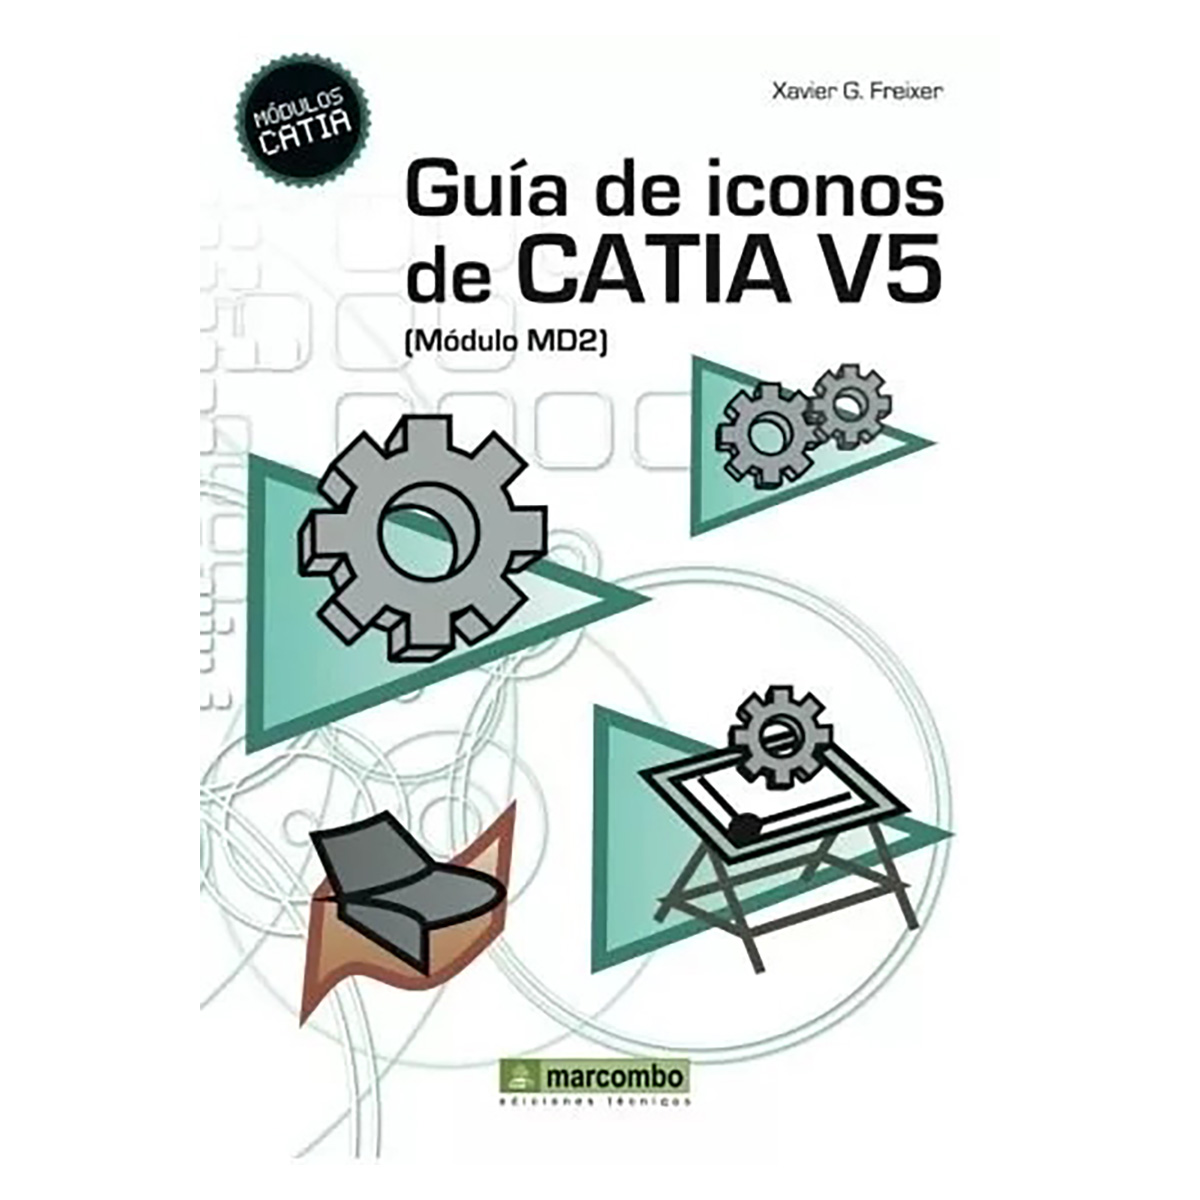 MÓDULOS
CATIA
Xavier G. Freixer
Guía de iconos
de CATIA V5
(Módulo MD2)
marcombo
ediciones técnicas